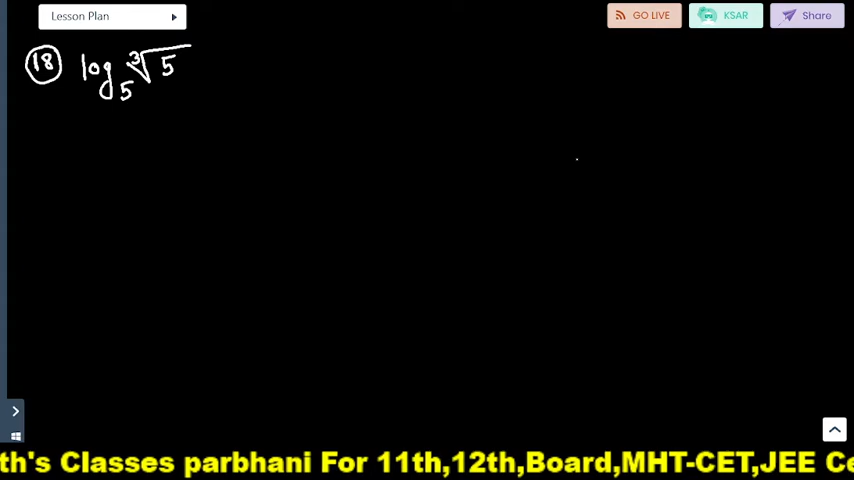 Lesson Plan
GO LIVE
KSAR
Share
18 log₅ ∛5
th's Classes parbhani For 11th,12th,Board,MHT-CET,JEE Ce